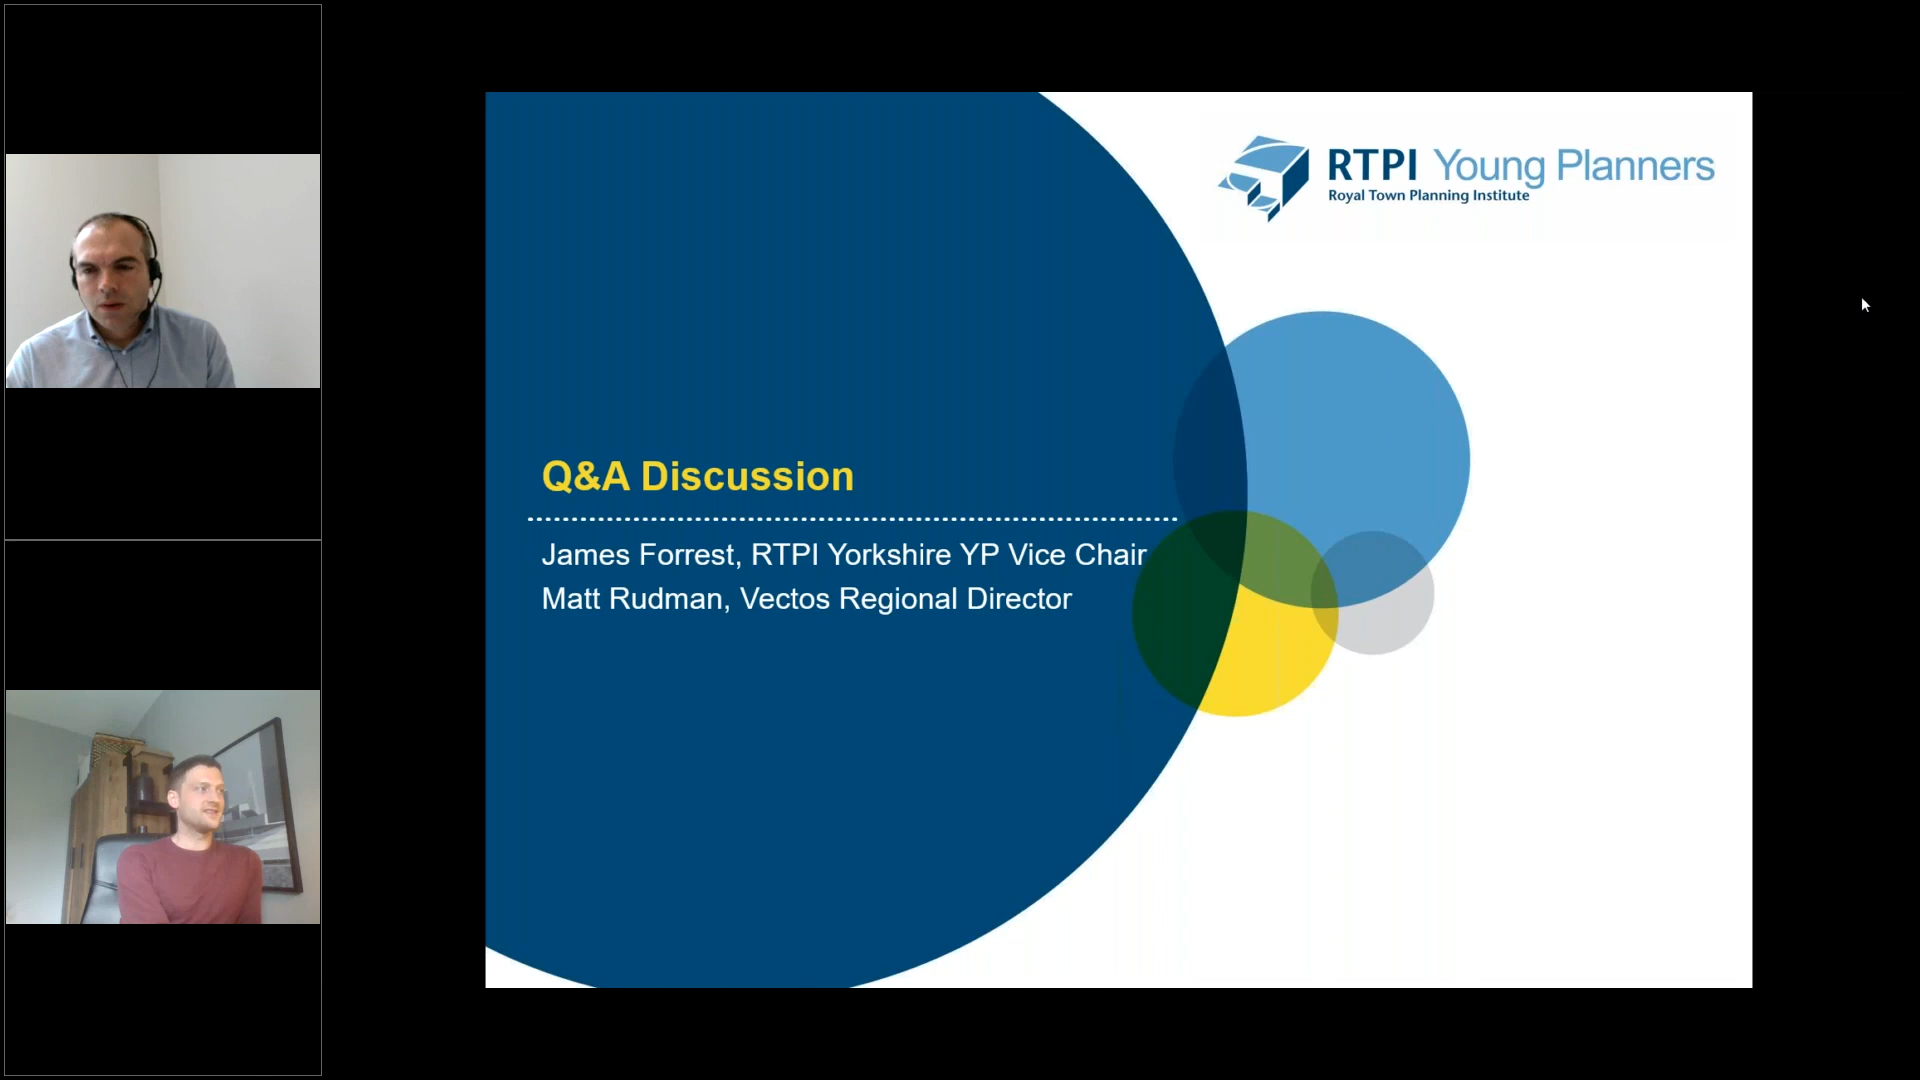 RTPI Young Planners
Royal Town Planning Institute
Q&A Discussion
James Forrest, RTPI Yorkshire YP Vice Chair
Matt Rudman, Vectos Regional Director